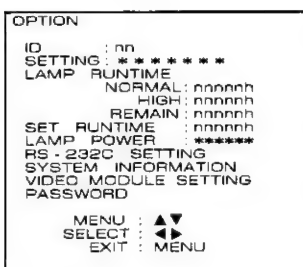 OPTION
ID : nn
SETTING : * * * * * * *
LAMP RUNTIME
NORMAL : nnnnnh
HIGH : nnnnnh
REMAIN : nnnnnh
SET RUNTIME : nnnnnh
LAMP POWER : ******
RS - 232C SETTING
SYSTEM INFORMATION
VIDEO MODULE SETTING
PASSWORD
MENU : ▲▼
SELECT : ◀▶
EXIT : MENU